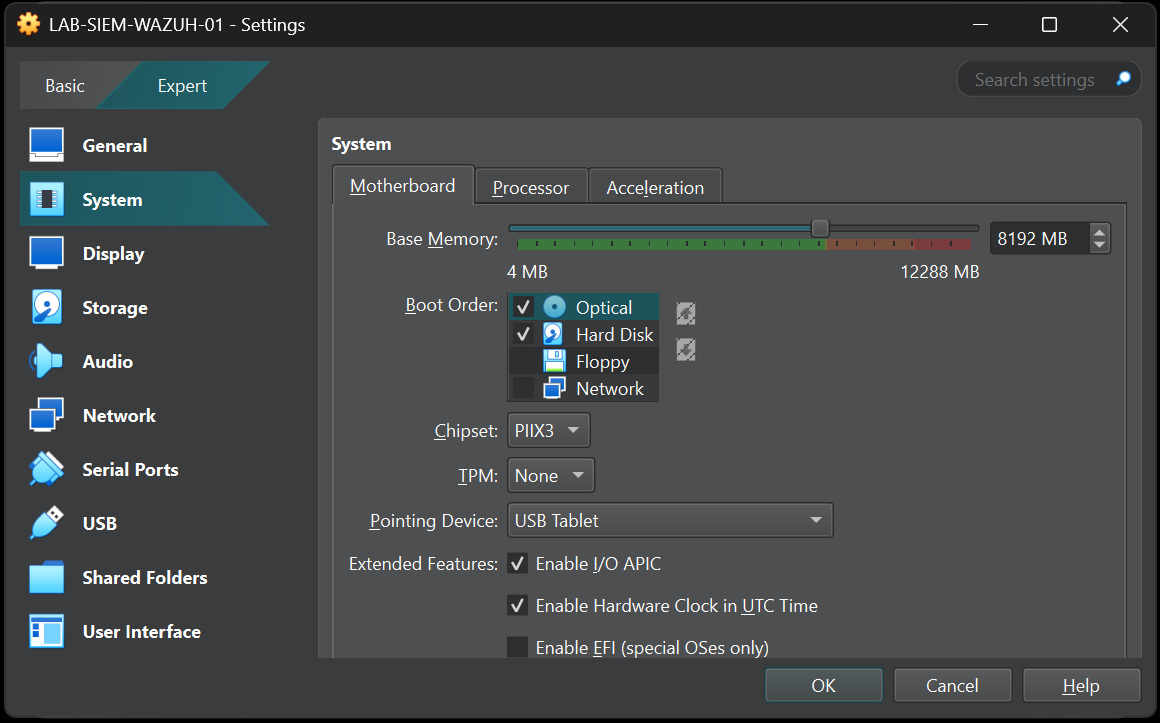 LAB-SIEM-WAZUH-01 - Settings
Basic
Expert
Search settings
General
System
Display
Storage
Audio
Network
Serial Ports
USB
Shared Folders
User Interface
System
Motherboard
Processor
Acceleration
Base Memory:
8192 MB
4 MB
12288 MB
Boot Order:
Optical
Hard Disk
Floppy
Network
Chipset:
PIIX3
TPM:
None
Pointing Device:
USB Tablet
Extended Features:
Enable I/O APIC
Enable Hardware Clock in UTC Time
Enable EFI (special OSes only)
OK
Cancel
Help